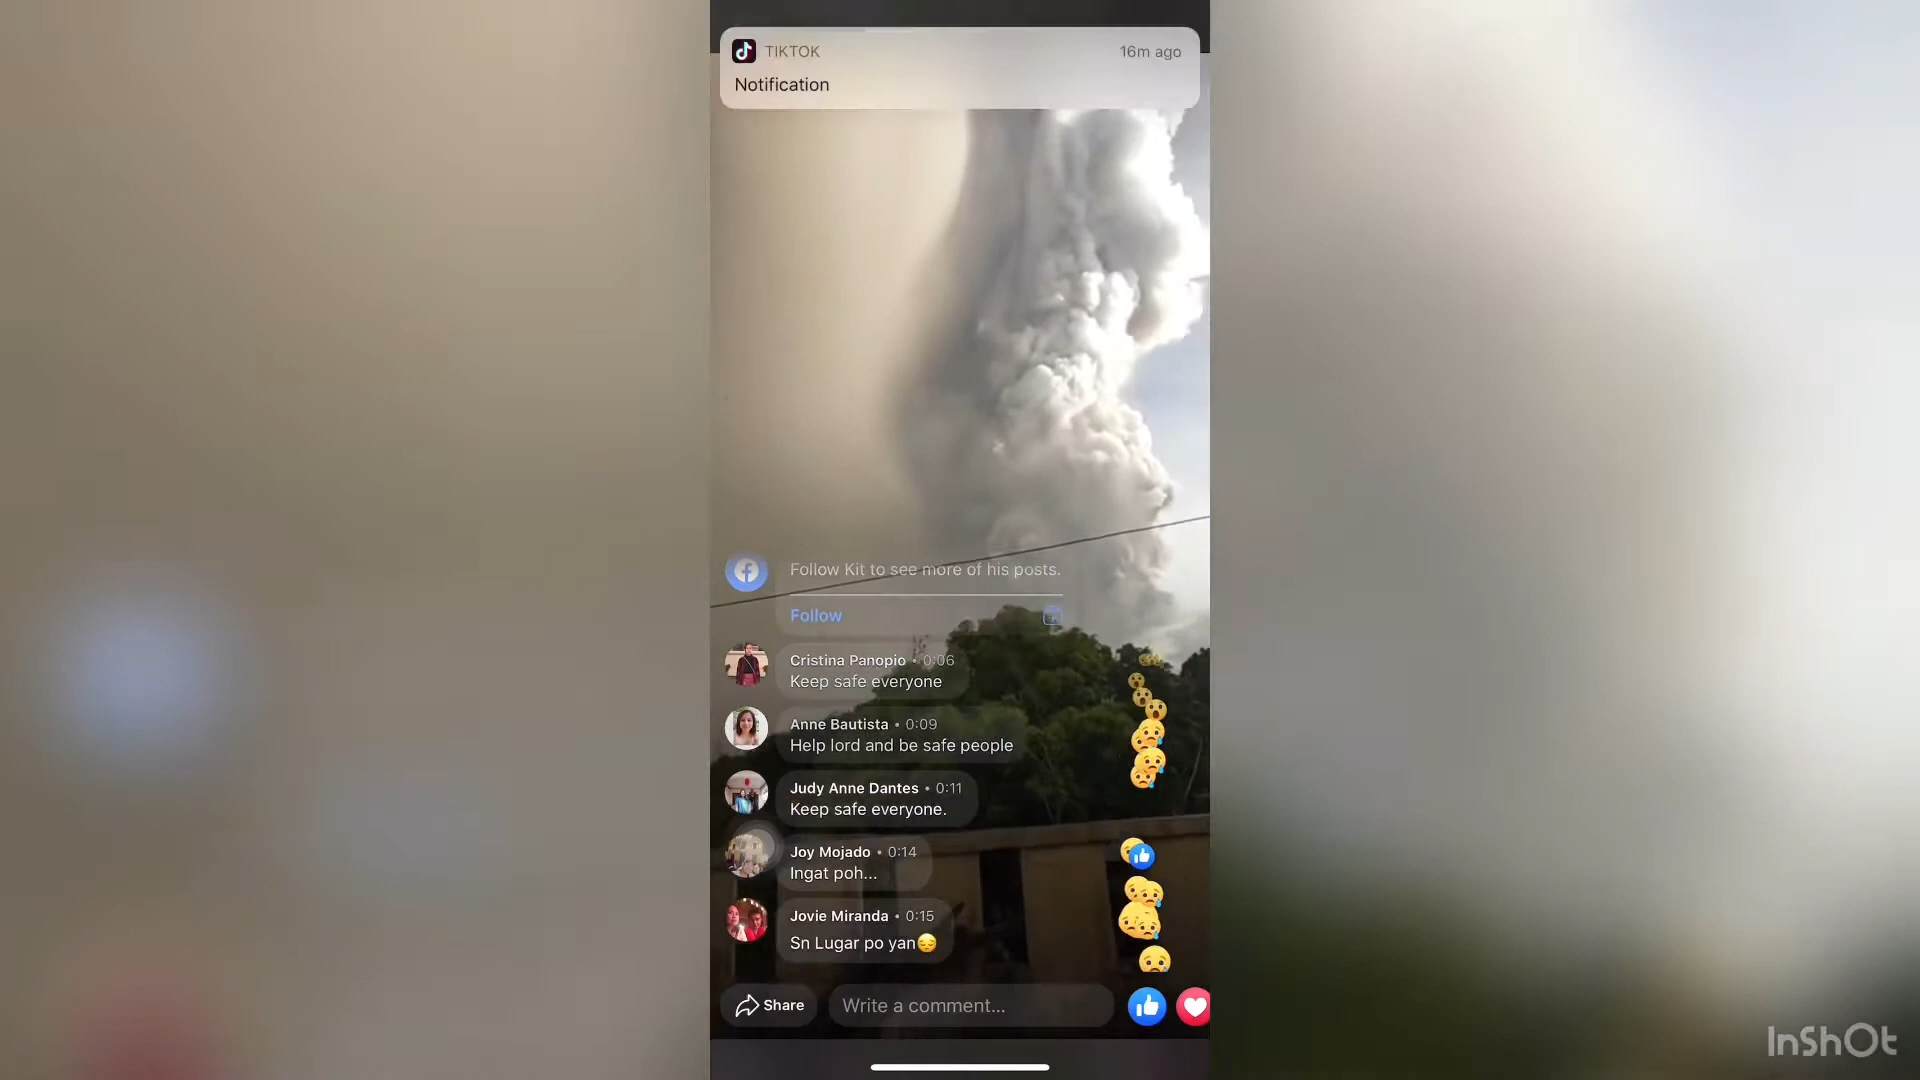 TIKTOK 16m ago
Notification
Follow Kit to see more of his posts.
Follow
Cristina Panopio • 0:06
Keep safe everyone
Anne Bautista • 0:09
Help lord and be safe people
Judy Anne Dantes • 0:11
Keep safe everyone.
Joy Mojado • 0:14
Ingat poh...
Jovie Miranda • 0:15
Sn Lugar po yan😔
Share Write a comment...
InShOt